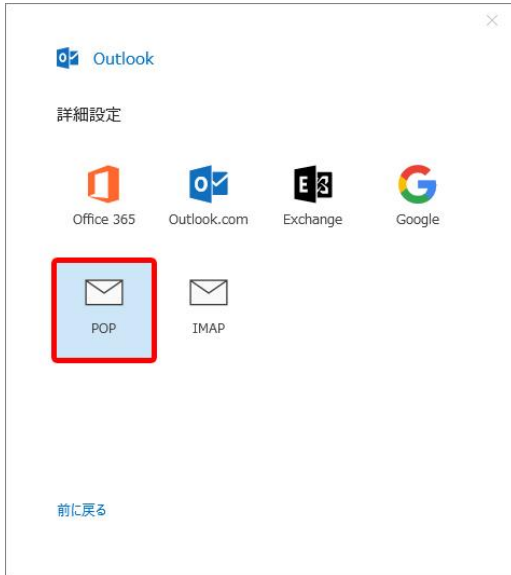 Outlook
詳細設定
Office 365
Outlook.com
Exchange
Google
POP
IMAP
前に戻る